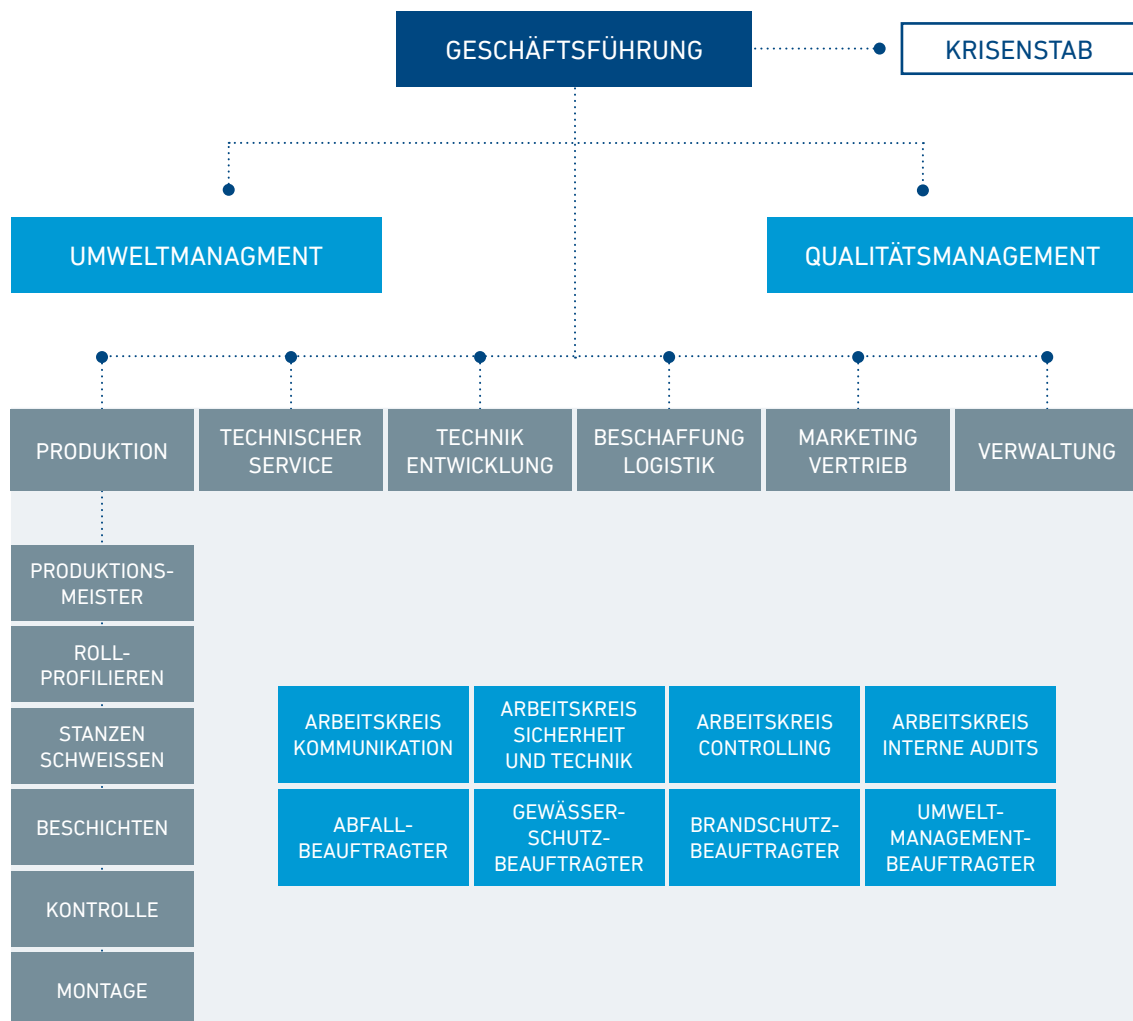 GESCHÄFTSFÜHRUNG
KRISENSTAB
UMWELTMANAGMENT
QUALITÄTSMANAGEMENT
PRODUKTION
TECHNISCHER
SERVICE
TECHNIK
ENTWICKLUNG
BESCHAFFUNG
LOGISTIK
MARKETING
VERTRIEB
VERWALTUNG
PRODUKTIONS-
MEISTER
ROLL-
PROFILIEREN
STANZEN
SCHWEISSEN
BESCHICHTEN
KONTROLLE
MONTAGE
ARBEITSKREIS
KOMMUNIKATION
ARBEITSKREIS
SICHERHEIT
UND TECHNIK
ARBEITSKREIS
CONTROLLING
ARBEITSKREIS
INTERNE AUDITS
ABFALL-
BEAUFTRAGTER
GEWÄSSER-
SCHUTZ-
BEAUFTRAGTER
BRANDSCHUTZ-
BEAUFTRAGTER
UMWELT-
MANAGEMENT-
BEAUFTRAGTER